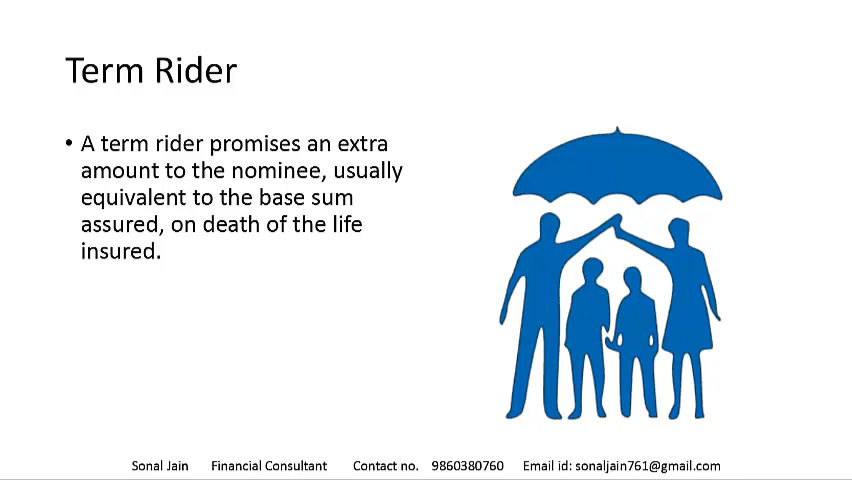 Term Rider
• A term rider promises an extra
amount to the nominee, usually
equivalent to the base sum
assured, on death of the life
insured.
Sonal Jain Financial Consultant Contact no. 9860380760 Email id: sonaljain761@gmail.com